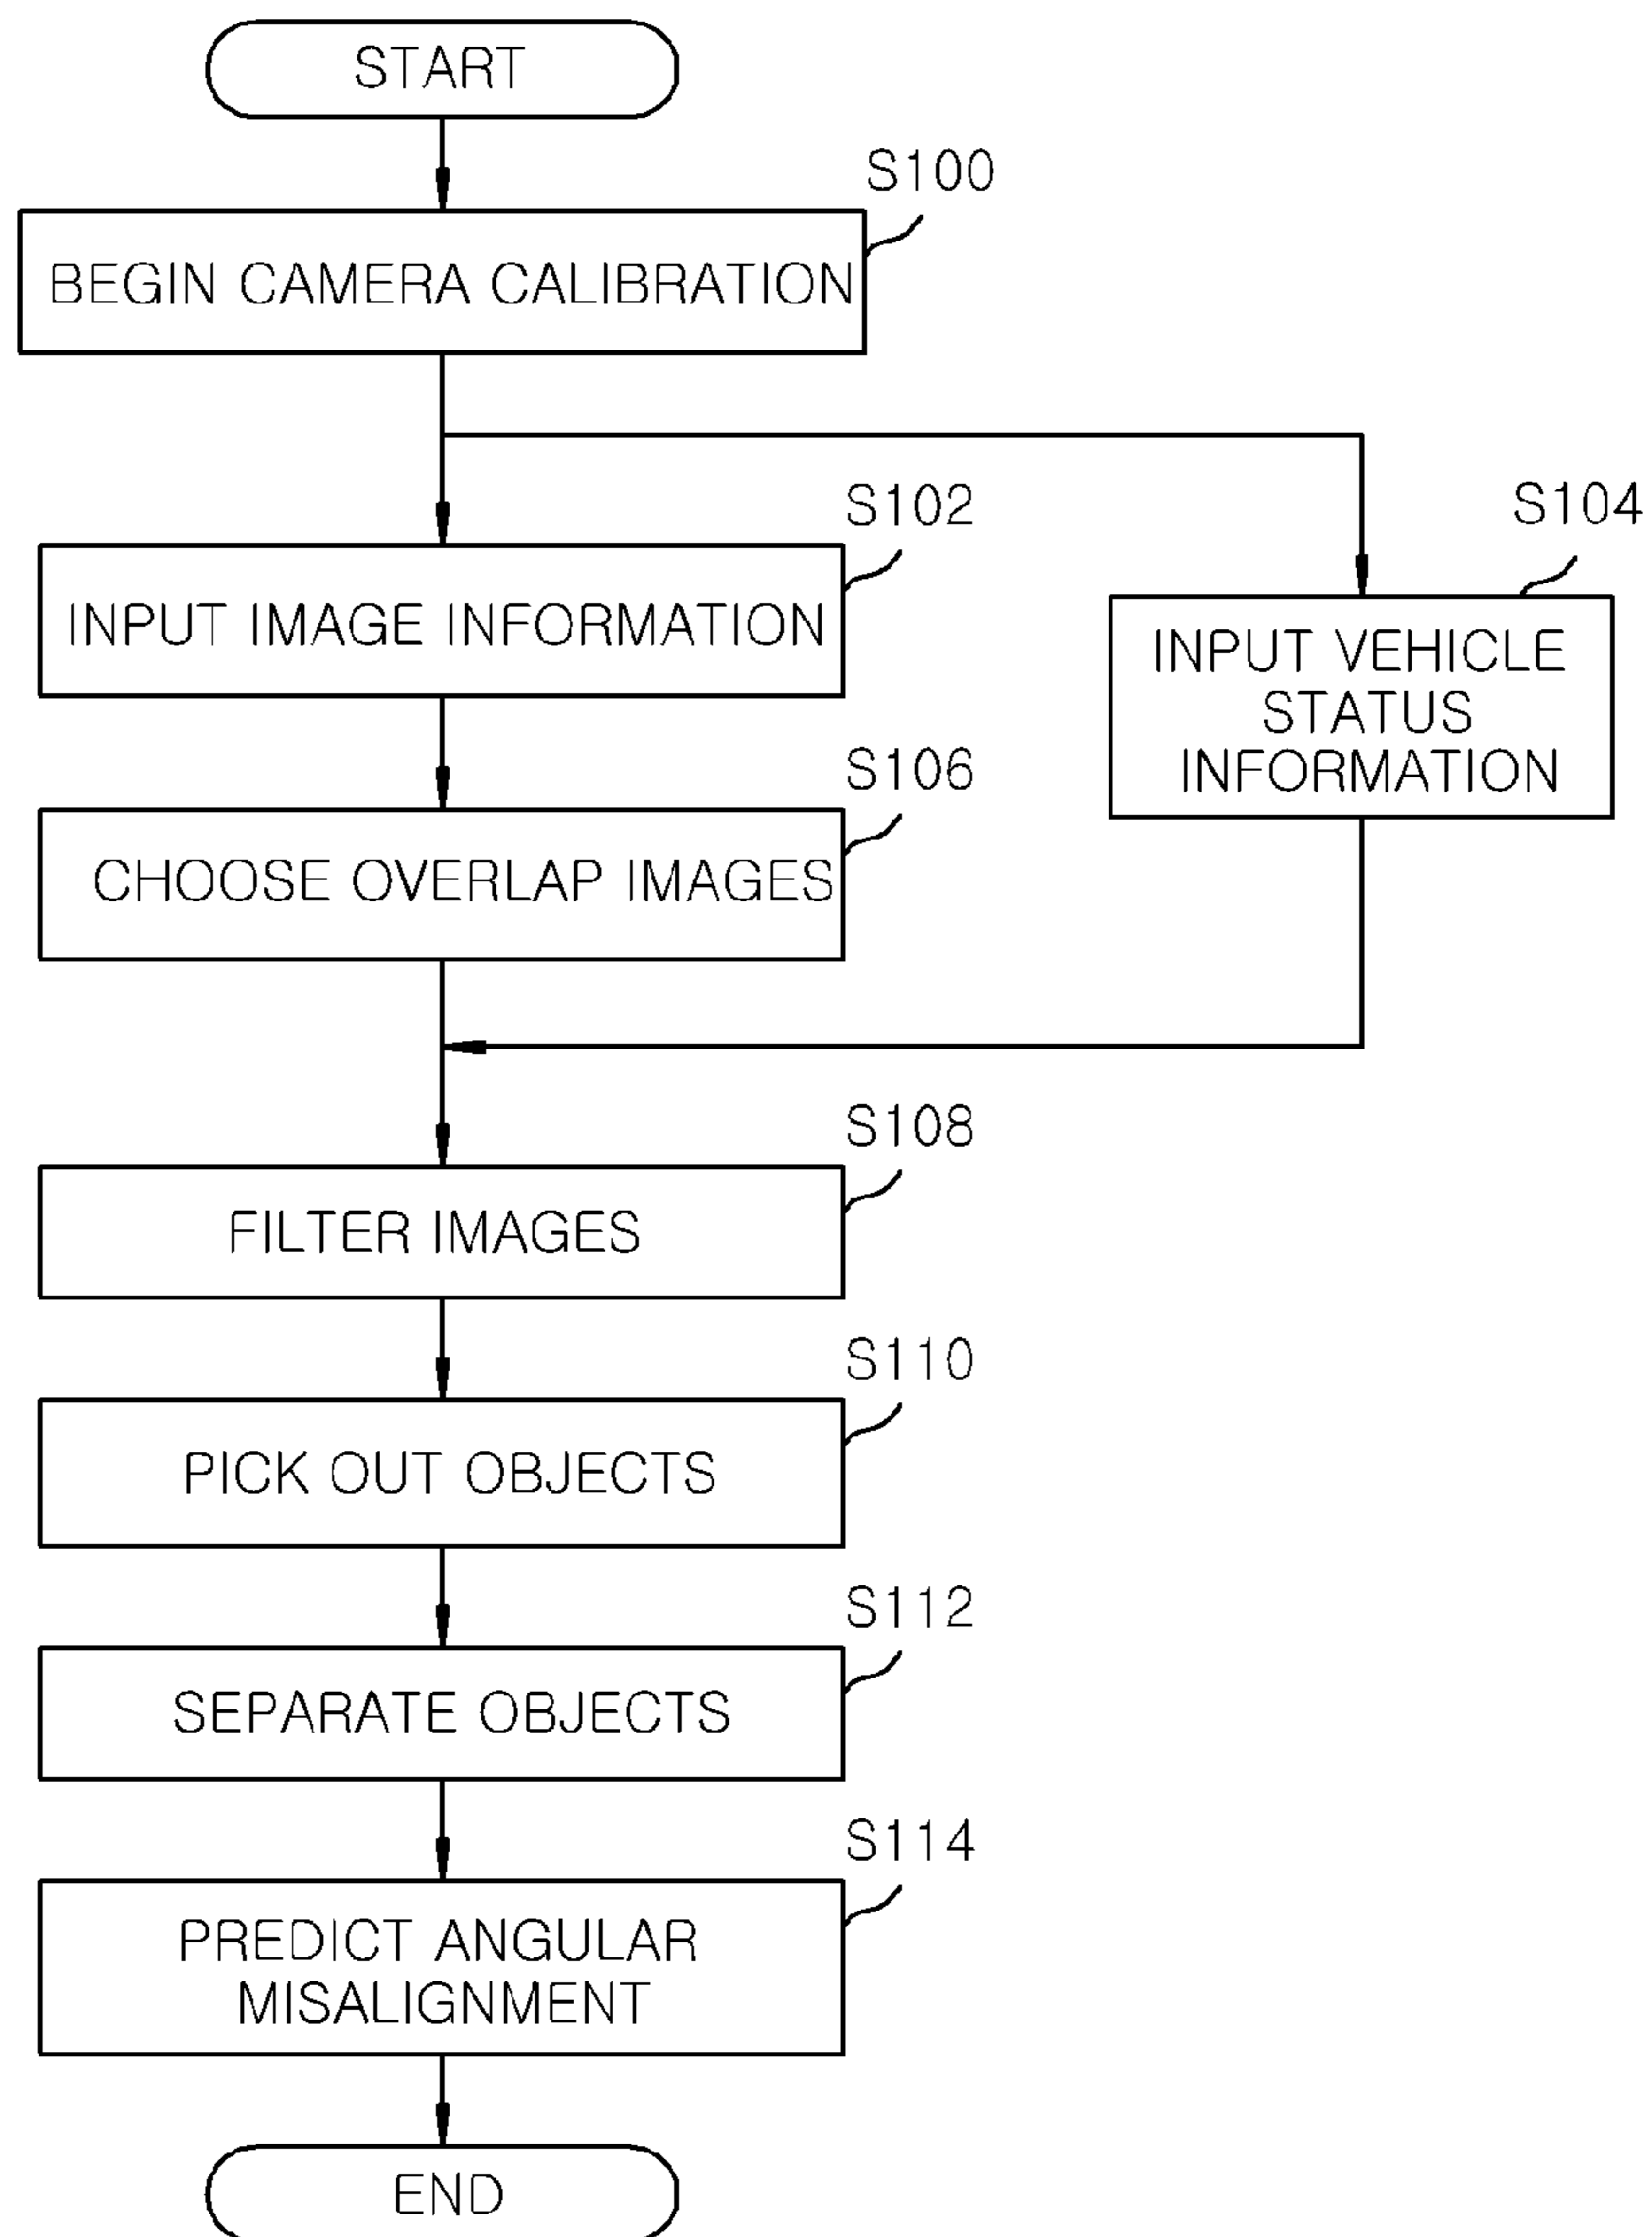 START
S100
BEGIN CAMERA CALIBRATION
S102
INPUT IMAGE INFORMATION
S104
INPUT VEHICLE
STATUS
INFORMATION
S106
CHOOSE OVERLAP IMAGES
S108
FILTER IMAGES
S110
PICK OUT OBJECTS
S112
SEPARATE OBJECTS
S114
PREDICT ANGULAR
MISALIGNMENT
END